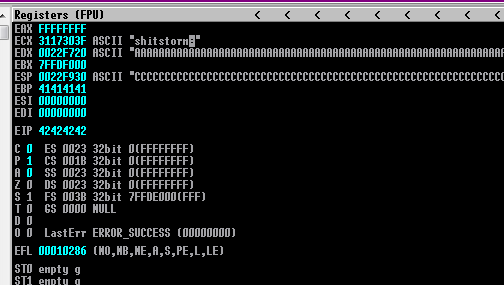 Registers (FPU) < < < < < < <
EAX FFFFFFFF
ECX 3117303F ASCII "shitstorm:"
EDX 0022F720 ASCII "AAAAAAAAAAAAAAAAAAAAAAAAAAAAAAAAAAAAAAAAAAAAAAAAAAAAAAAAAAAAA
EBX 7FFDF000
ESP 0022F930 ASCII "CCCCCCCCCCCCCCCCCCCCCCCCCCCCCCCCCCCCCCCCCCCCCCCCCCCCCCCCCCCCC
EBP 41414141
ESI 00000000
EDI 00000000
EIP 42424242
C 0 ES 0023 32bit 0(FFFFFFFF)
P 1 CS 001B 32bit 0(FFFFFFFF)
A 0 SS 0023 32bit 0(FFFFFFFF)
Z 0 DS 0023 32bit 0(FFFFFFFF)
S 1 FS 003B 32bit 7FFDE000(FFF)
T 0 GS 0000 NULL
D 0
O 0 LastErr ERROR_SUCCESS (00000000)
EFL 00010286 (NO,NB,NE,A,S,PE,L,LE)
ST0 empty g
ST1 empty g